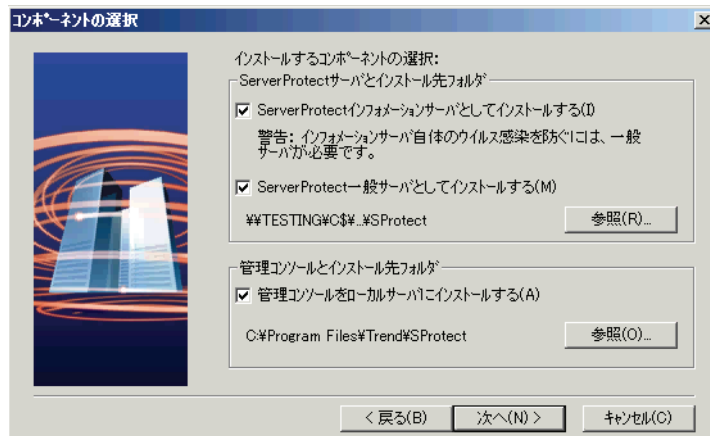 コンポーネントの選択
インストールするコンポーネントの選択:
ServerProtectサーバとインストール先フォルダ
ServerProtectインフォメーションサーバとしてインストールする(I)
警告: インフォメーションサーバ自体のウイルス感染を防ぐには、一般
サーバが必要です。
ServerProtect一般サーバとしてインストールする(M)
¥¥TESTING¥C$¥...¥SProtect
参照(R)...
管理コンソールとインストール先フォルダ
管理コンソールをローカルサーバにインストールする(A)
C:¥Program Files¥Trend¥SProtect
参照(O)...
< 戻る(B)
次へ(N) >
キャンセル(C)